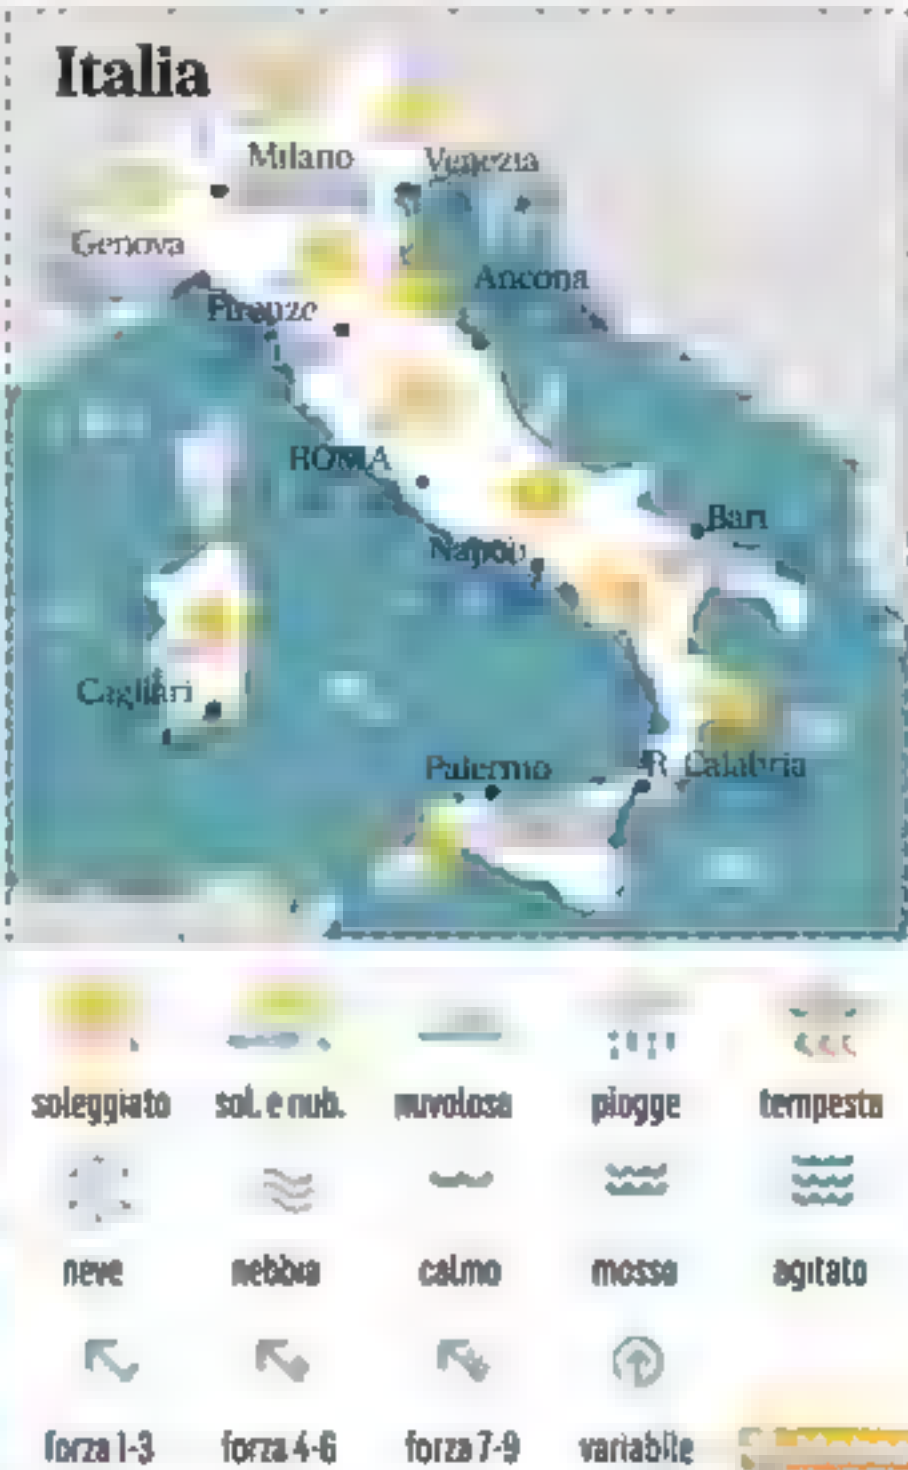 Italia
Milano
Venezia
Genova
Ancona
Firenze
ROMA
Bari
Napoli
Cagliari
Palermo
R. Calabria
soleggiato sol. e nub. nuvoloso piogge tempesta
neve nebbia calmo mosso agitato
forza 1-3 forza 4-6 forza 7-9 variabile